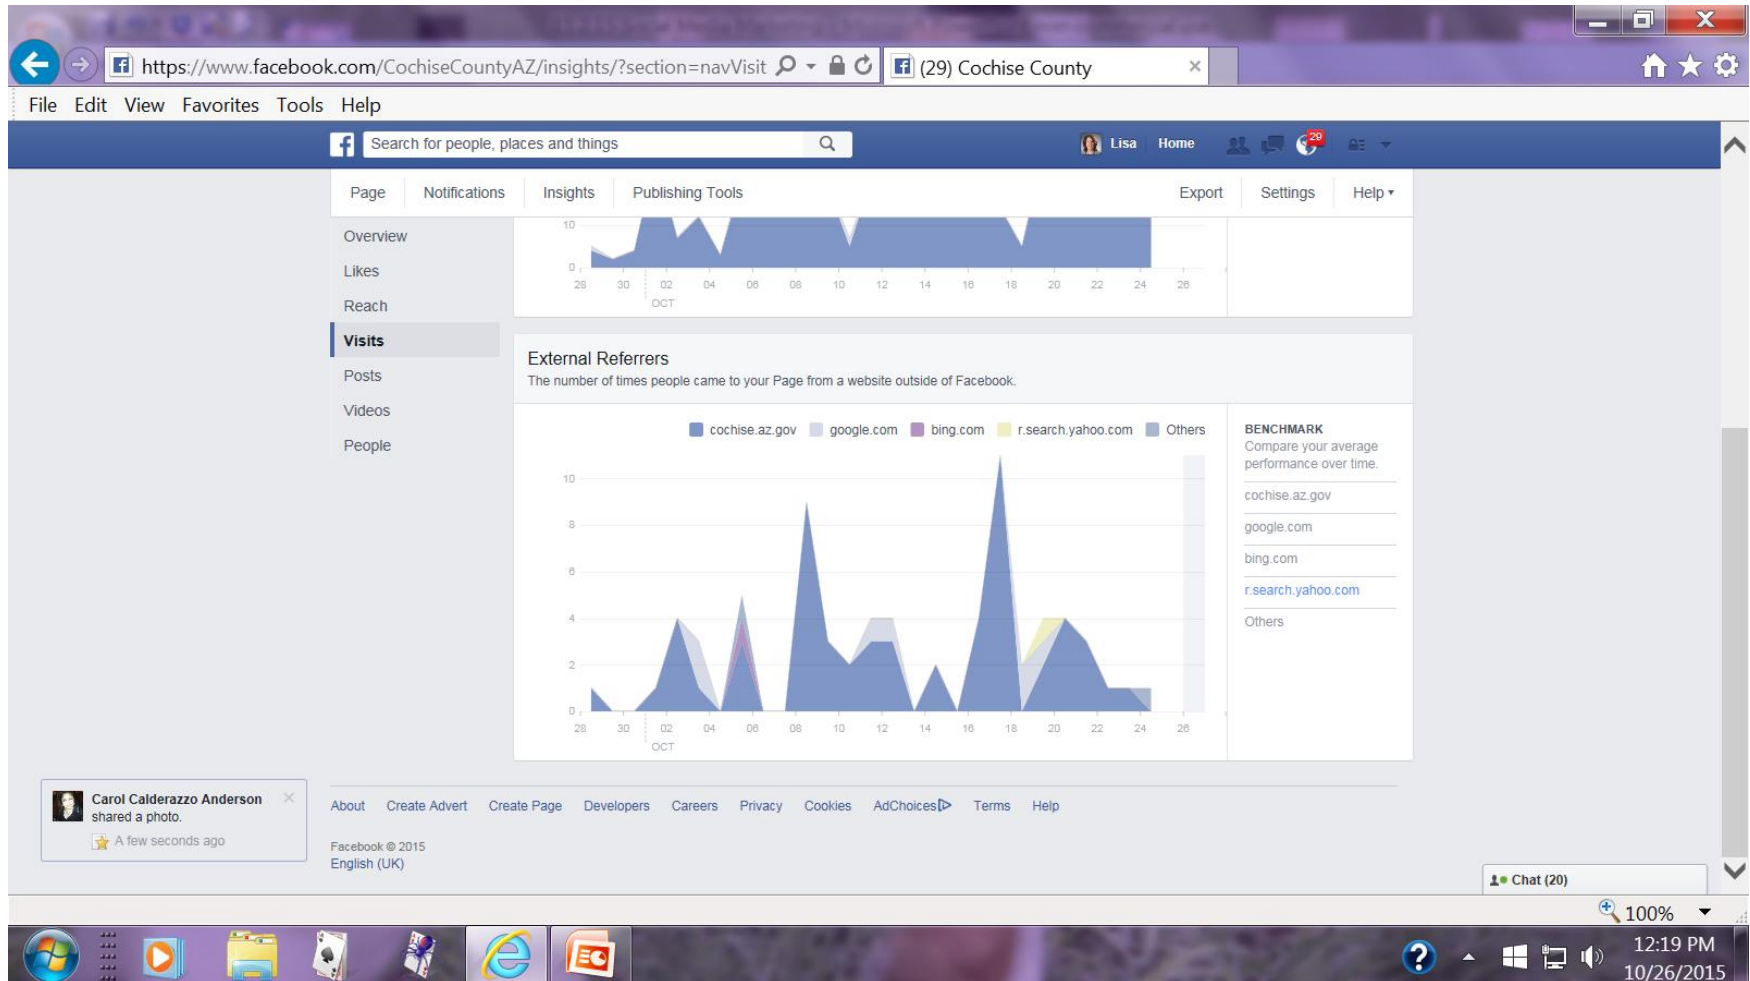 https://www.facebook.com/CochiseCountyAZ/insights/?section=navVisit
(29) Cochise County
File Edit View Favorites Tools Help
Search for people, places and things
Lisa Home 29
Page Notifications Insights Publishing Tools Export Settings Help
Overview
Likes
Reach
Visits
Posts
Videos
People
10
0
28 30 02 04 06 08 10 12 14 16 18 20 22 24 26
OCT
External Referrers
The number of times people came to your Page from a website outside of Facebook.
cochise.az.gov google.com bing.com r.search.yahoo.com Others
10
8
6
4
2
0
28 30 02 04 06 08 10 12 14 16 18 20 22 24 26
OCT
BENCHMARK
Compare your average
performance over time.
cochise.az.gov
google.com
bing.com
r.search.yahoo.com
Others
Carol Calderazzo Anderson
shared a photo.
A few seconds ago
About Create Advert Create Page Developers Careers Privacy Cookies AdChoices Terms Help
Facebook © 2015
English (UK)
Chat (20)
100%
12:19 PM
10/26/2015